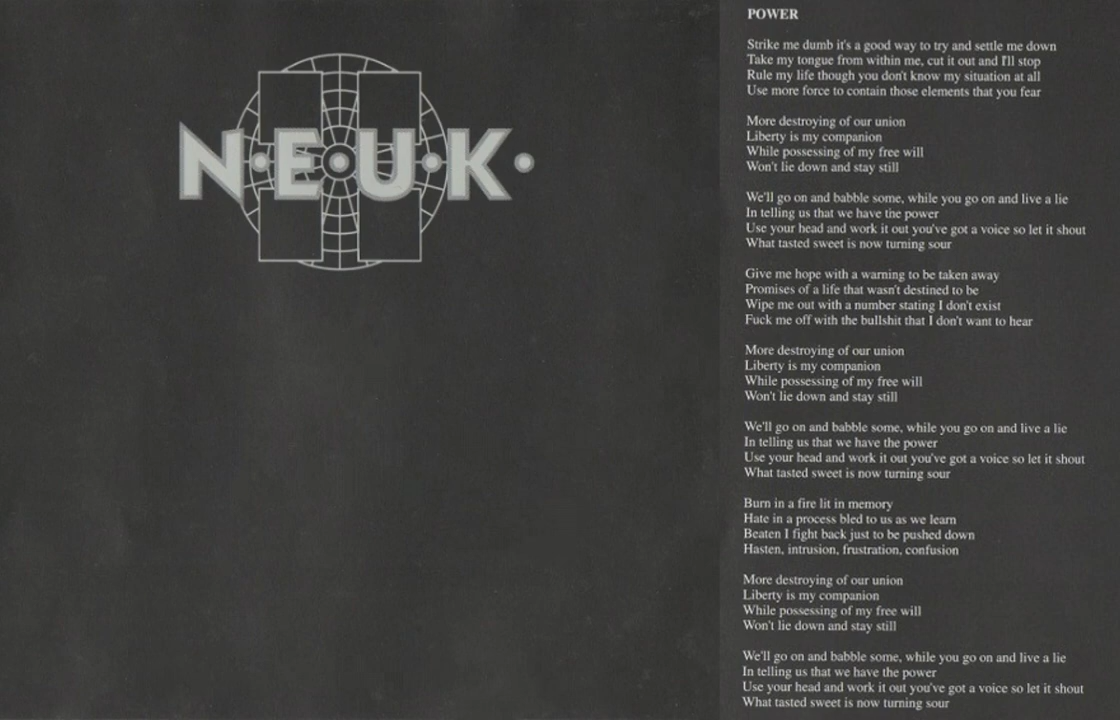 N·E·U·K·
POWER
Strike me dumb it's a good way to try and settle me down
Take my tongue from within me, cut it out and I'll stop
Rule my life though you don't know my situation at all
Use more force to contain those elements that you fear
More destroying of our union
Liberty is my companion
While possessing of my free will
Won't lie down and stay still
We'll go on and babble some, while you go on and live a lie
In telling us that we have the power
Use your head and work it out you've got a voice so let it shout
What tasted sweet is now turning sour
Give me hope with a warning to be taken away
Promises of a life that wasn't destined to be
Wipe me out with a number stating I don't exist
Fuck me off with the bullshit that I don't want to hear
More destroying of our union
Liberty is my companion
While possessing of my free will
Won't lie down and stay still
We'll go on and babble some, while you go on and live a lie
In telling us that we have the power
Use your head and work it out you've got a voice so let it shout
What tasted sweet is now turning sour
Burn in a fire lit in memory
Hate in a process bled to us as we learn
Beaten I fight back just to be pushed down
Hasten, intrusion, frustration, confusion
More destroying of our union
Liberty is my companion
While possessing of my free will
Won't lie down and stay still
We'll go on and babble some, while you go on and live a lie
In telling us that we have the power
Use your head and work it out you've got a voice so let it shout
What tasted sweet is now turning sour